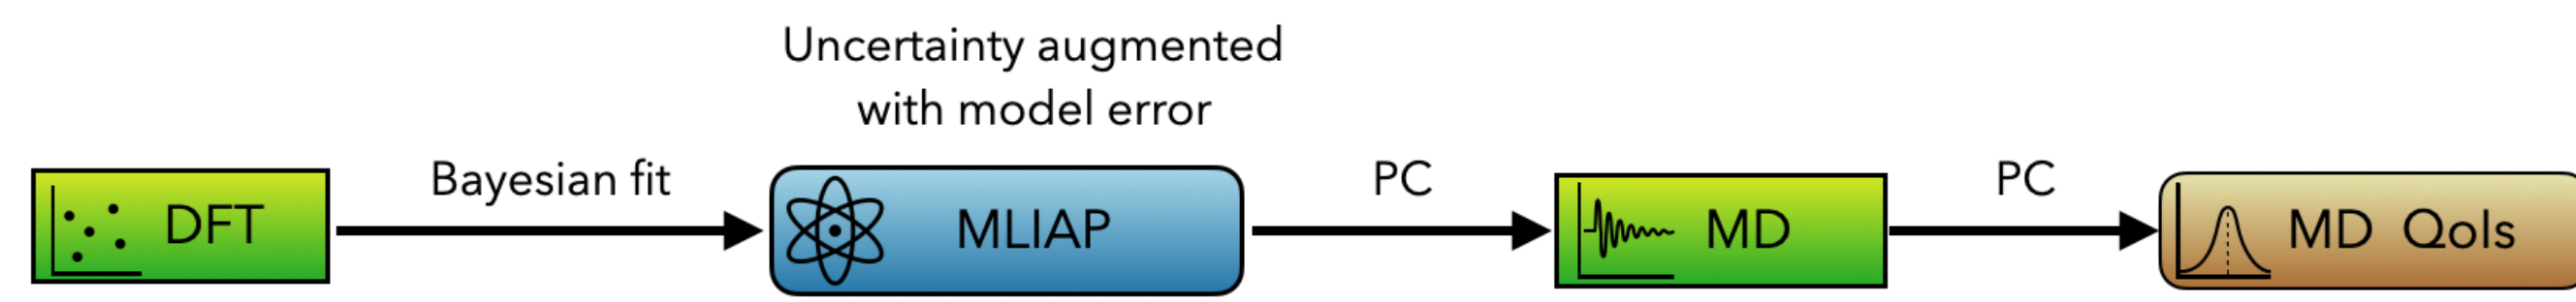 Uncertainty augmented
with model error
Bayesian fit
PC
PC
DFT
MLIAP
MD
MD QoIs